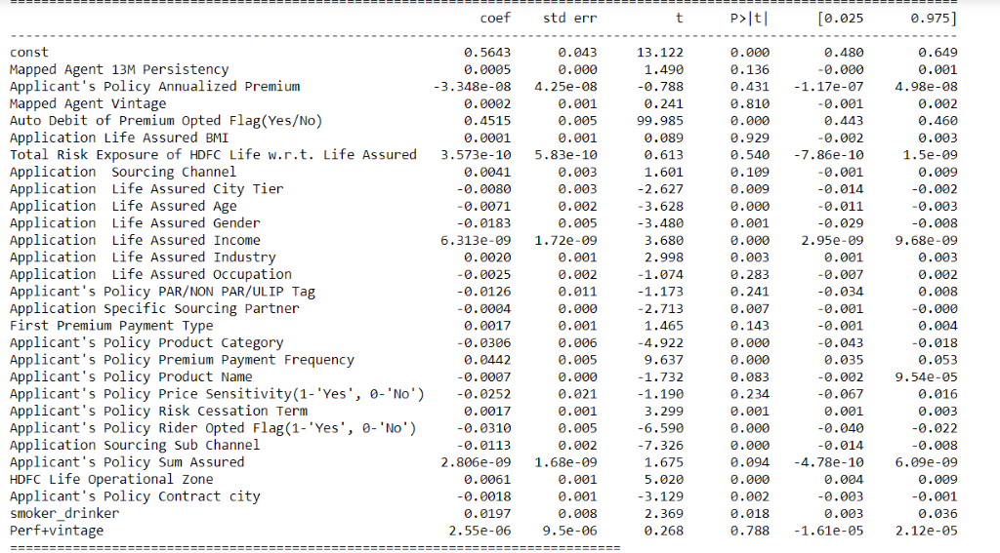 coef std err t P>|t| [0.025 0.975]
const 0.5643 0.043 13.122 0.000 0.480 0.649
Mapped Agent 13M Persistency 0.0005 0.000 1.490 0.136 -0.000 0.001
Applicant's Policy Annualized Premium -3.348e-08 4.25e-08 -0.788 0.431 -1.17e-07 4.98e-08
Mapped Agent Vintage 0.0002 0.001 0.241 0.810 -0.001 0.002
Auto Debit of Premium Opted Flag(Yes/No) 0.4515 0.005 99.985 0.000 0.443 0.460
Application Life Assured BMI 0.0001 0.001 0.089 0.929 -0.002 0.003
Total Risk Exposure of HDFC Life w.r.t. Life Assured 3.573e-10 5.83e-10 0.613 0.540 -7.86e-10 1.5e-09
Application Sourcing Channel 0.0041 0.003 1.601 0.109 -0.001 0.009
Application Life Assured City Tier -0.0080 0.003 -2.627 0.009 -0.014 -0.002
Application Life Assured Age -0.0071 0.002 -3.628 0.000 -0.011 -0.003
Application Life Assured Gender -0.0183 0.005 -3.480 0.001 -0.029 -0.008
Application Life Assured Income 6.313e-09 1.72e-09 3.680 0.000 2.95e-09 9.68e-09
Application Life Assured Industry 0.0020 0.001 2.998 0.003 0.001 0.003
Application Life Assured Occupation -0.0025 0.002 -1.074 0.283 -0.007 0.002
Applicant's Policy PAR/NON PAR/ULIP Tag -0.0126 0.011 -1.173 0.241 -0.034 0.008
Application Specific Sourcing Partner -0.0004 0.000 -2.713 0.007 -0.001 -0.000
First Premium Payment Type 0.0017 0.001 1.465 0.143 -0.001 0.004
Applicant's Policy Product Category -0.0306 0.006 -4.922 0.000 -0.043 -0.018
Applicant's Policy Premium Payment Frequency 0.0442 0.005 9.637 0.000 0.035 0.053
Applicant's Policy Product Name -0.0007 0.000 -1.732 0.083 -0.002 9.54e-05
Applicant's Policy Price Sensitivity(1-'Yes', 0-'No') -0.0252 0.021 -1.190 0.234 -0.067 0.016
Applicant's Policy Risk Cessation Term 0.0017 0.001 3.299 0.001 0.001 0.003
Applicant's Policy Rider Opted Flag(1-'Yes', 0-'No') -0.0310 0.005 -6.590 0.000 -0.040 -0.022
Application Sourcing Sub Channel -0.0113 0.002 -7.326 0.000 -0.014 -0.008
Applicant's Policy Sum Assured 2.806e-09 1.68e-09 1.675 0.094 -4.78e-10 6.09e-09
HDFC Life Operational Zone 0.0061 0.001 5.020 0.000 0.004 0.009
Applicant's Policy Contract city -0.0018 0.001 -3.129 0.002 -0.003 -0.001
smoker_drinker 0.0197 0.008 2.369 0.018 0.003 0.036
Perf+vintage 2.55e-06 9.5e-06 0.268 0.788 -1.61e-05 2.12e-05